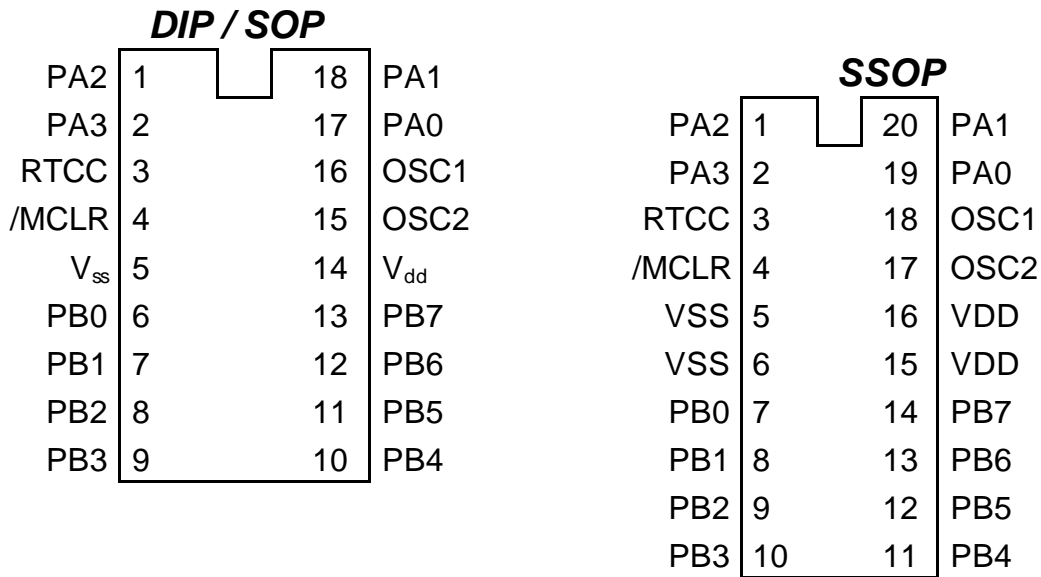 DIP / SOP
PA2 1 18 PA1
PA3 2 17 PA0
RTCC 3 16 OSC1
/MCLR 4 15 OSC2
Vss 5 14 Vdd
PB0 6 13 PB7
PB1 7 12 PB6
PB2 8 11 PB5
PB3 9 10 PB4
SSOP
PA2 1 20 PA1
PA3 2 19 PA0
RTCC 3 18 OSC1
/MCLR 4 17 OSC2
VSS 5 16 VDD
VSS 6 15 VDD
PB0 7 14 PB7
PB1 8 13 PB6
PB2 9 12 PB5
PB3 10 11 PB4